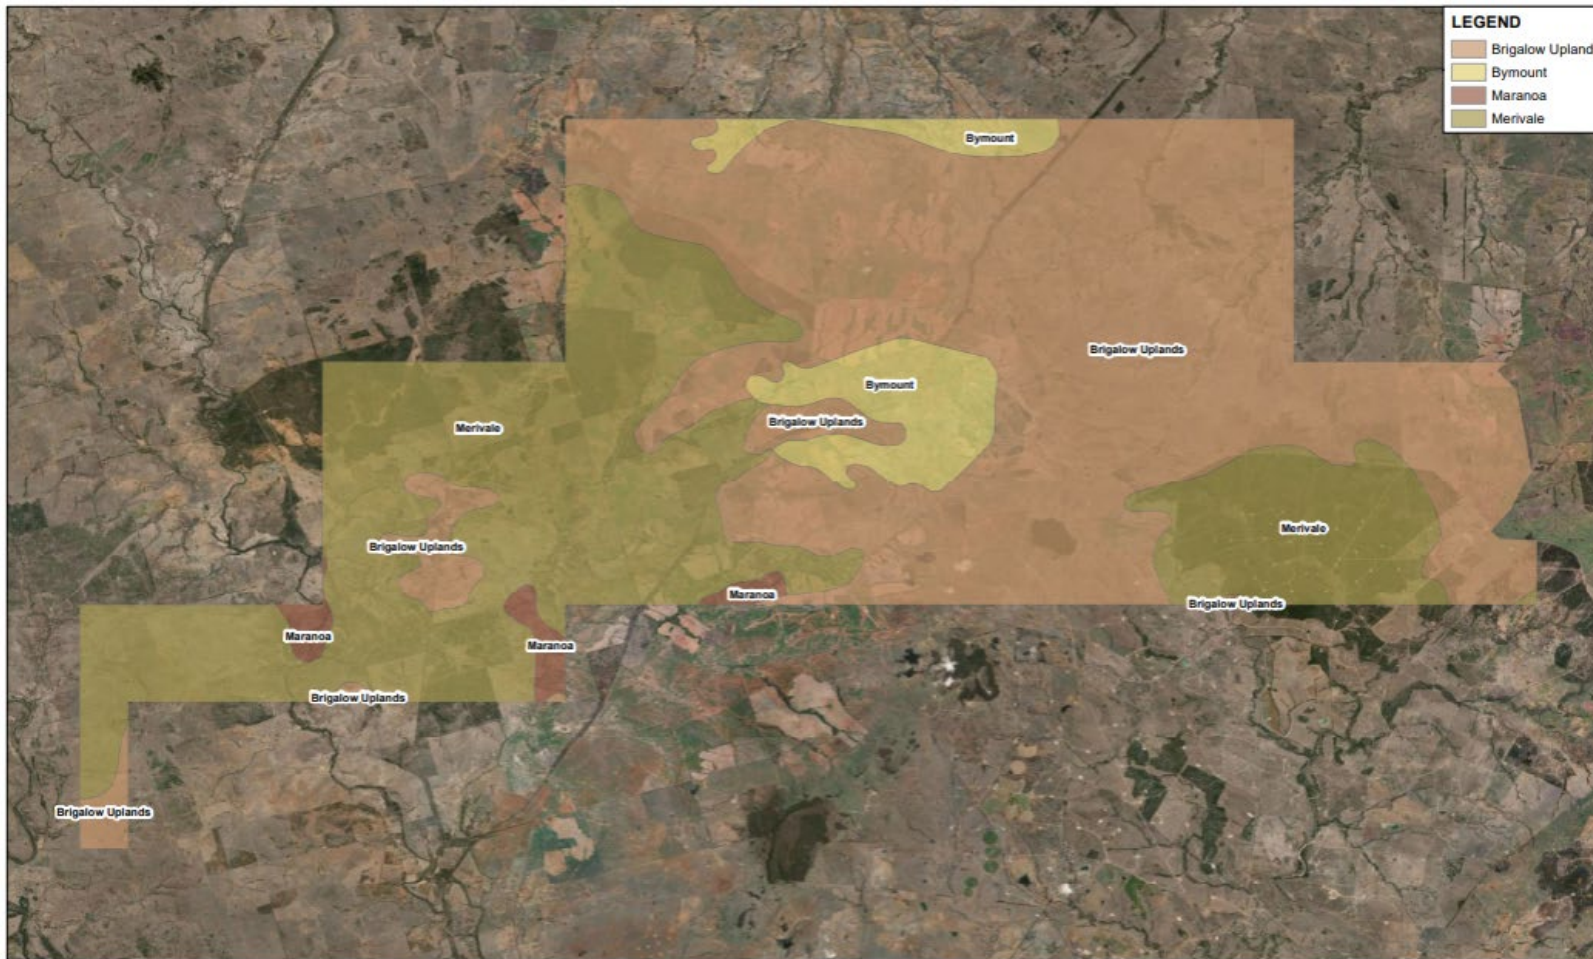 LEGEND
Brigalow Upland
Bymount
Maranoa
Merivale
Bymount
Brigalow Uplands
Bymount
Brigalow Uplands
Merivale
Merivale
Brigalow Uplands
Maranoa
Brigalow Uplands
Maranoa
Maranoa
Brigalow Uplands
Brigalow Uplands